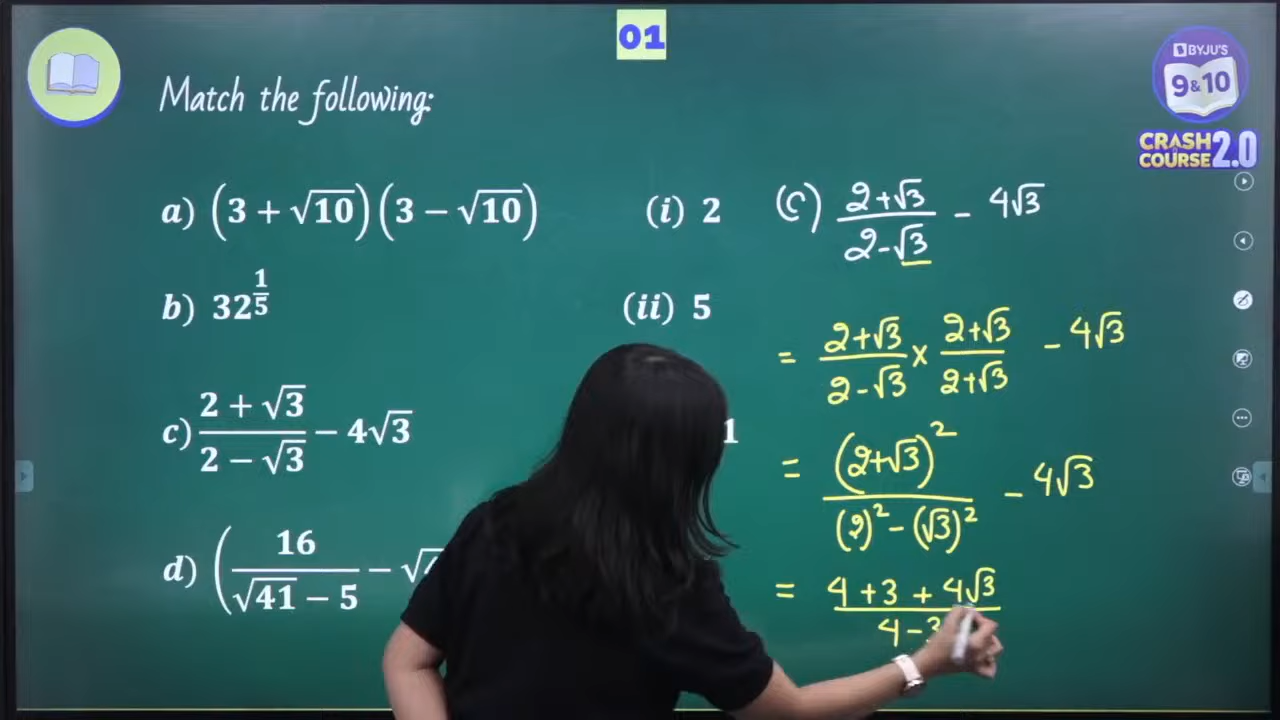 01
BYJU'S
9&10
CRASH COURSE 2.0
Match the following:
a) (3 + √10)(3 − √10)
(i) 2
b) 32^(1/5)
(ii) 5
c) (2 + √3)/(2 − √3) − 4√3
1
d) (16/(√41 − 5) − √
(c) (2+√3)/(2-√3) - 4√3
= (2+√3)/(2-√3) × (2+√3)/(2+√3) - 4√3
= (2+√3)²/((2)² - (√3)²) - 4√3
= (4+3+4√3)/(4-3